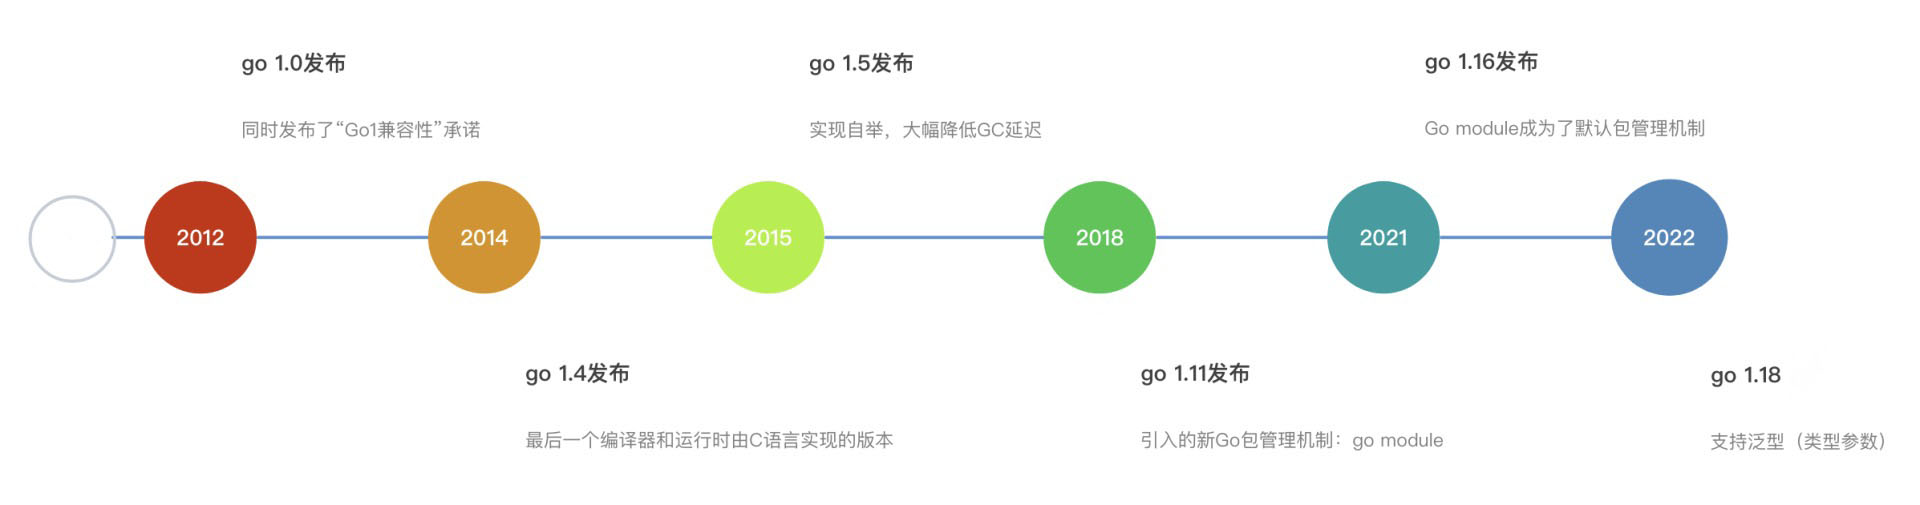 go 1.0发布
同时发布了“Go1兼容性”承诺
go 1.5发布
实现自举，大幅降低GC延迟
go 1.16发布
Go module成为了默认包管理机制
2012
2014
2015
2018
2021
2022
go 1.4发布
最后一个编译器和运行时由C语言实现的版本
go 1.11发布
引入的新Go包管理机制：go module
go 1.18
支持泛型（类型参数）